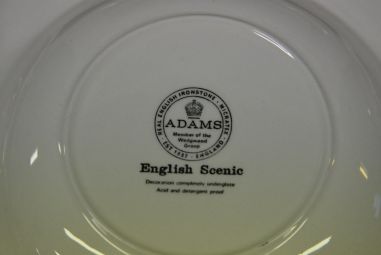 REAL ENGLISH IRONSTONE · MICRATEX ·
ADAMS
Member of the
Wedgwood
Group
EST 1657 · ENGLAND
English Scenic
Decoration completely underglaze
Acid and detergent proof